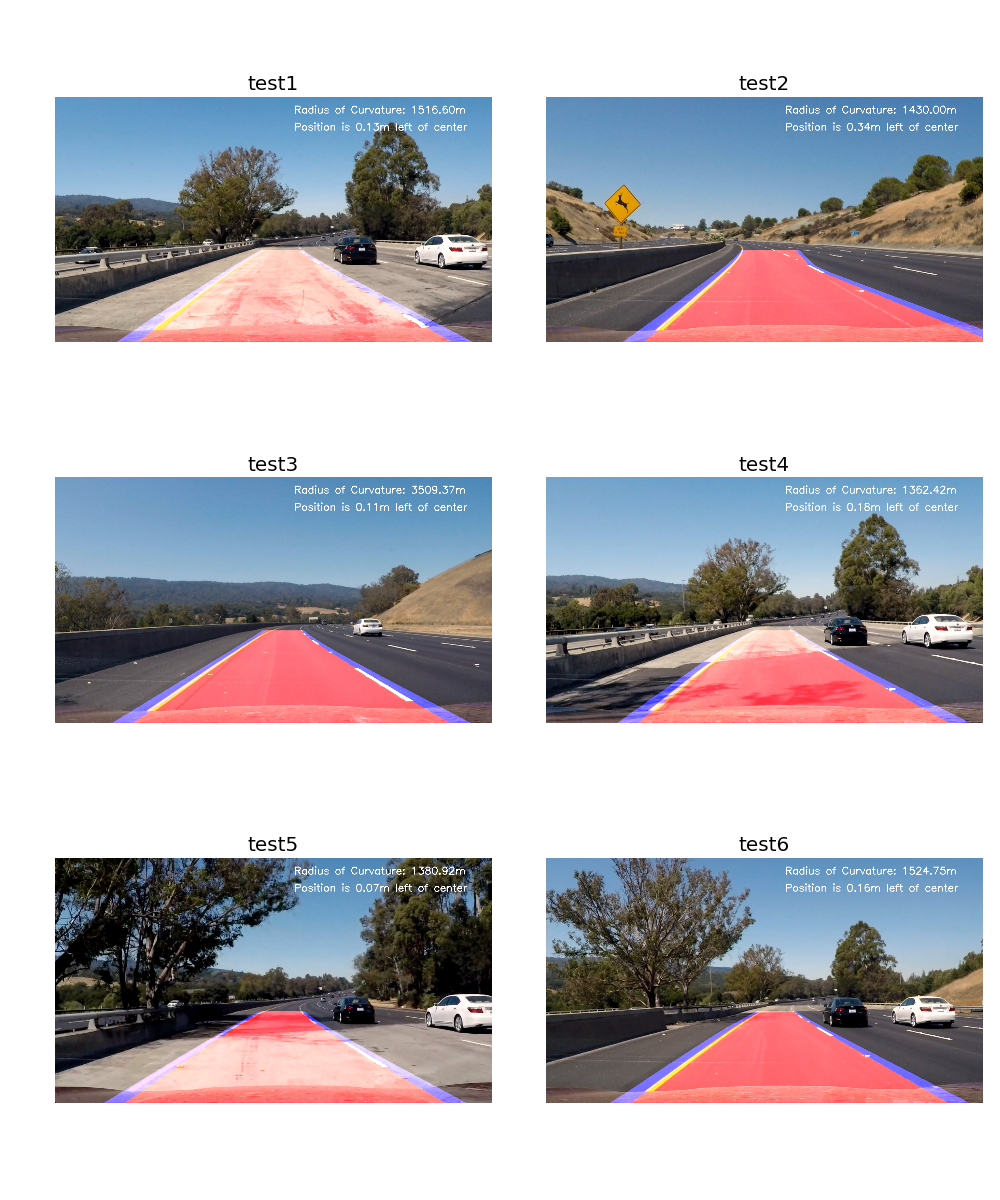 test1
Radius of Curvature: 1516.60m
Position is 0.13m left of center
test2
Radius of Curvature: 1430.00m
Position is 0.34m left of center
test3
Radius of Curvature: 3509.37m
Position is 0.11m left of center
test4
Radius of Curvature: 1362.42m
Position is 0.18m left of center
test5
Radius of Curvature: 1380.92m
Position is 0.07m left of center
test6
Radius of Curvature: 1524.75m
Position is 0.16m left of center